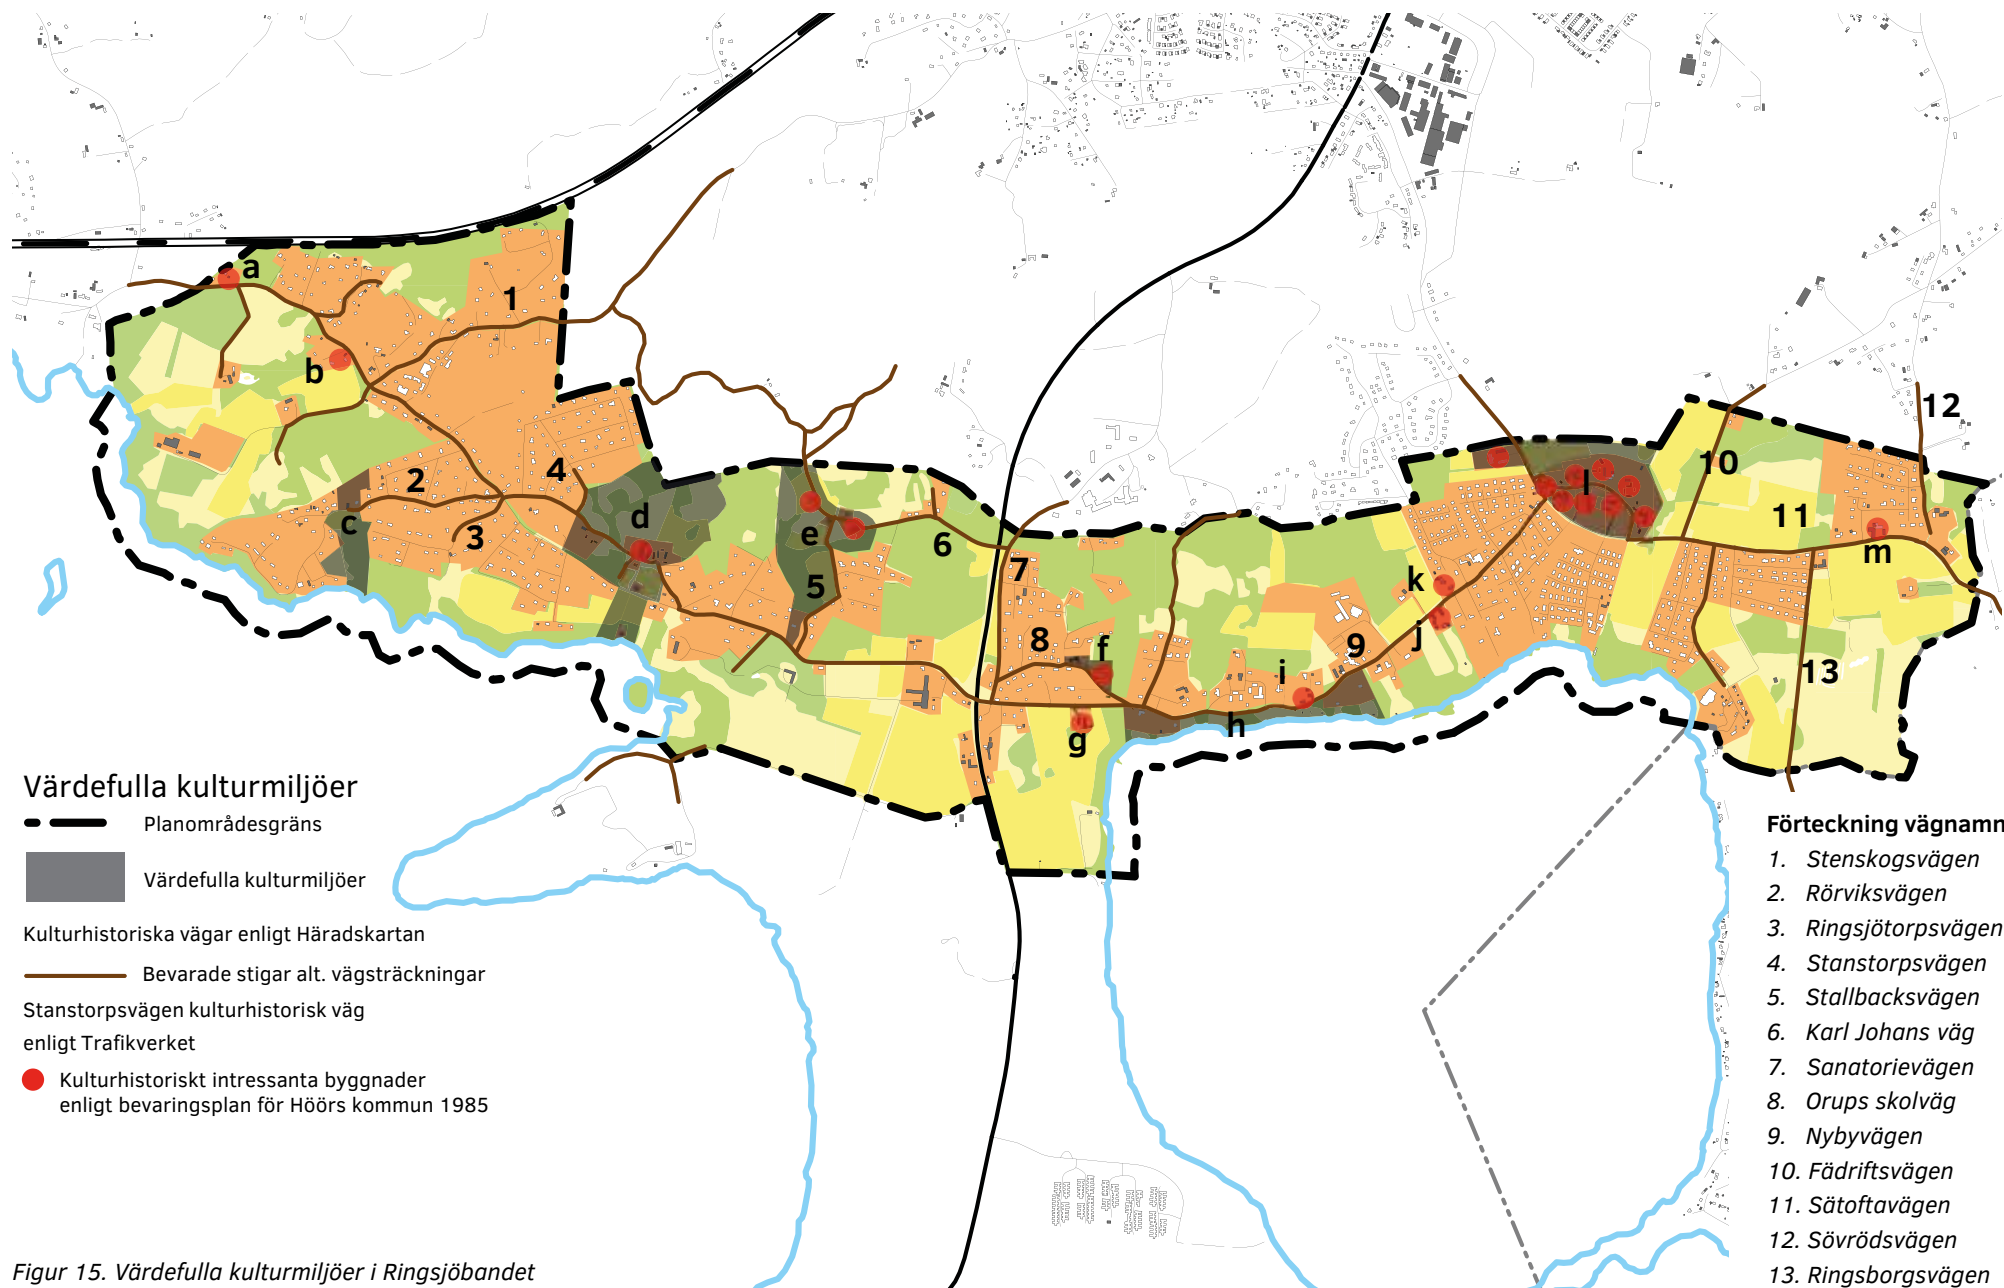 a
1
b
2
4
c
3
d
e
5
6
7
8
f
g
h
i
9
j
k
l
10
11
12
m
13
Värdefulla kulturmiljöer
Planområdesgräns
Värdefulla kulturmiljöer
Kulturhistoriska vägar enligt Häradskartan
Bevarade stigar alt. vägsträckningar
Stanstorpsvägen kulturhistorisk väg
enligt Trafikverket
Kulturhistoriskt intressanta byggnader
enligt bevaringsplan för Höörs kommun 1985
Förteckning vägnamn
1. Stenskogsvägen
2. Rörviksvägen
3. Ringsjötorpsvägen
4. Stanstorpsvägen
5. Stallbacksvägen
6. Karl Johans väg
7. Sanatorievägen
8. Orups skolväg
9. Nybyvägen
10. Fädriftsvägen
11. Sätoftavägen
12. Sövrödsvägen
13. Ringsborgsvägen
Figur 15. Värdefulla kulturmiljöer i Ringsjöbandet